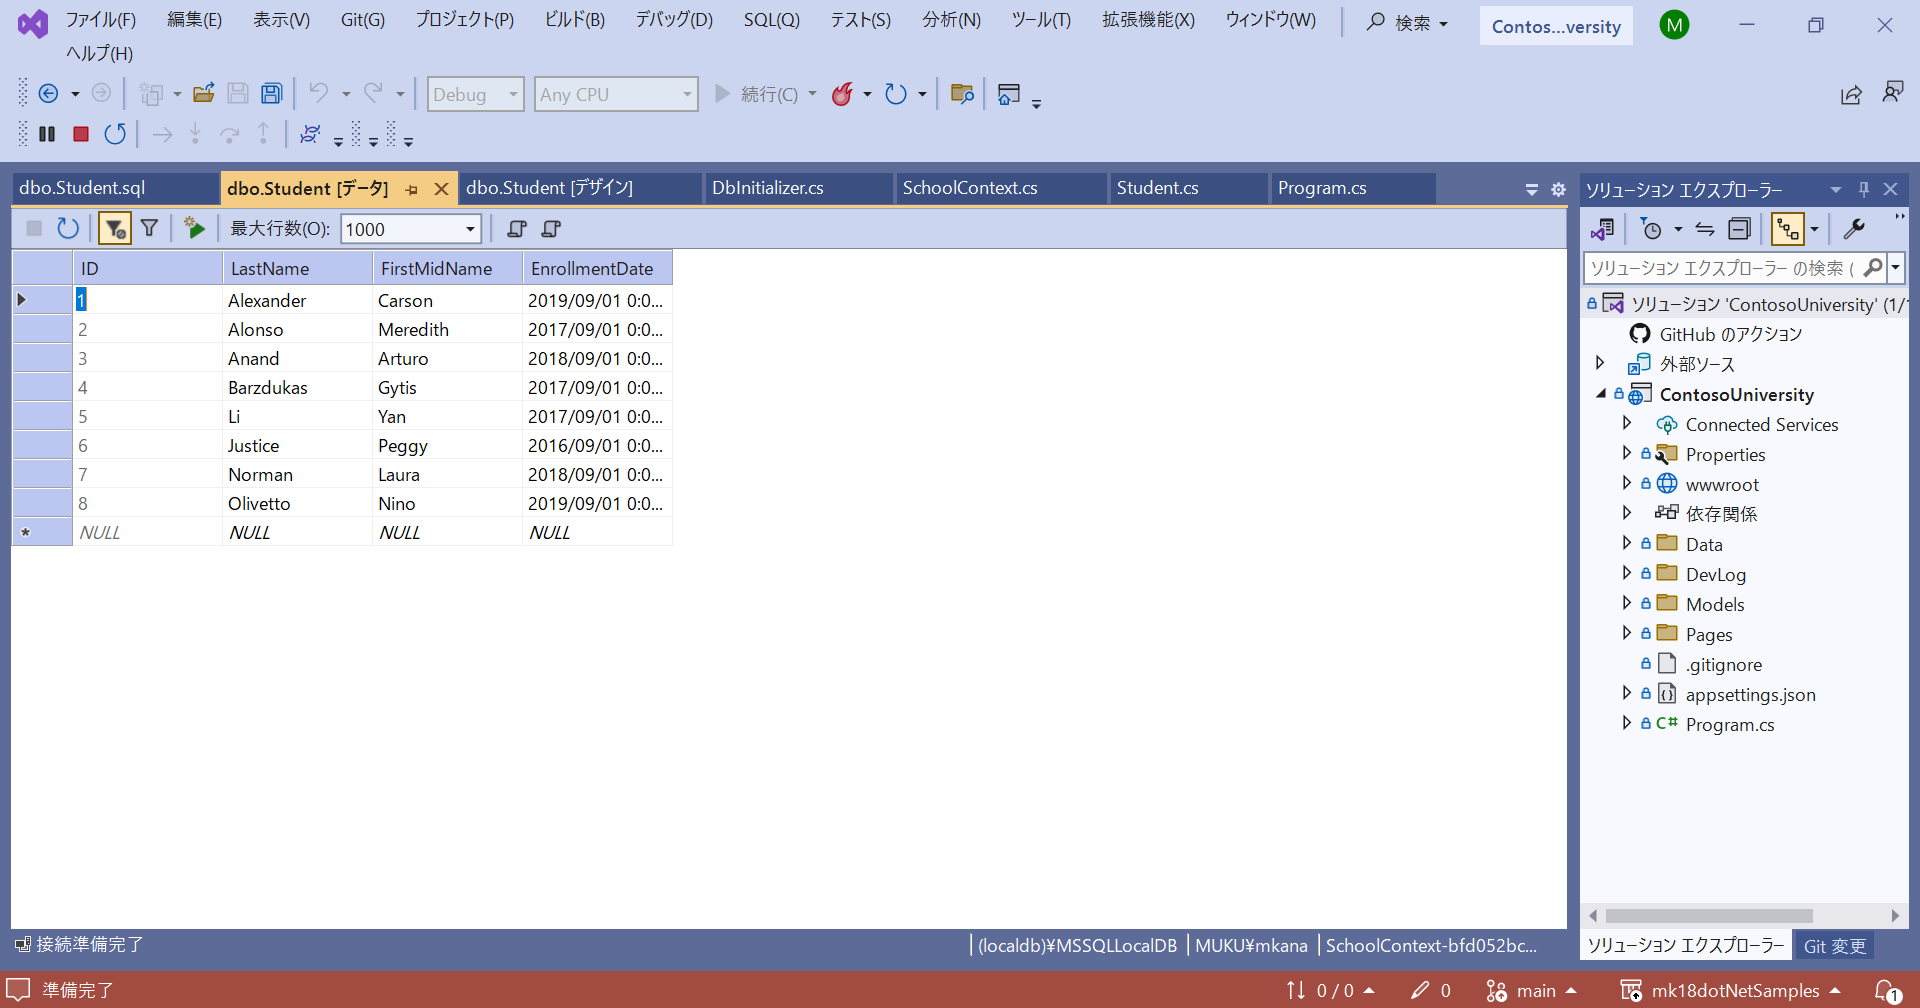 ファイル(F) 編集(E) 表示(V) Git(G) プロジェクト(P) ビルド(B) デバッグ(D) SQL(Q) テスト(S) 分析(N) ツール(T) 拡張機能(X) ウィンドウ(W) 検索 Contos...versity M
ヘルプ(H)
Debug Any CPU 続行(C)
dbo.Student.sql dbo.Student [データ] dbo.Student [デザイン] DbInitializer.cs SchoolContext.cs Student.cs Program.cs
最大行数(O): 1000
ID LastName FirstMidName EnrollmentDate
1 Alexander Carson 2019/09/01 0:0...
2 Alonso Meredith 2017/09/01 0:0...
3 Anand Arturo 2018/09/01 0:0...
4 Barzdukas Gytis 2017/09/01 0:0...
5 Li Yan 2017/09/01 0:0...
6 Justice Peggy 2016/09/01 0:0...
7 Norman Laura 2018/09/01 0:0...
8 Olivetto Nino 2019/09/01 0:0...
NULL NULL NULL NULL
ソリューション エクスプローラー
ソリューション エクスプローラー の検索 (
ソリューション 'ContosoUniversity' (1/
GitHub のアクション
外部ソース
ContosoUniversity
Connected Services
Properties
wwwroot
依存関係
Data
DevLog
Models
Pages
.gitignore
appsettings.json
C# Program.cs
接続準備完了 (localdb)¥MSSQLLocalDB MUKU¥mkana SchoolContext-bfd052bc...
ソリューション エクスプローラー Git 変更
準備完了 0 / 0 0 main mk18dotNetSamples 1